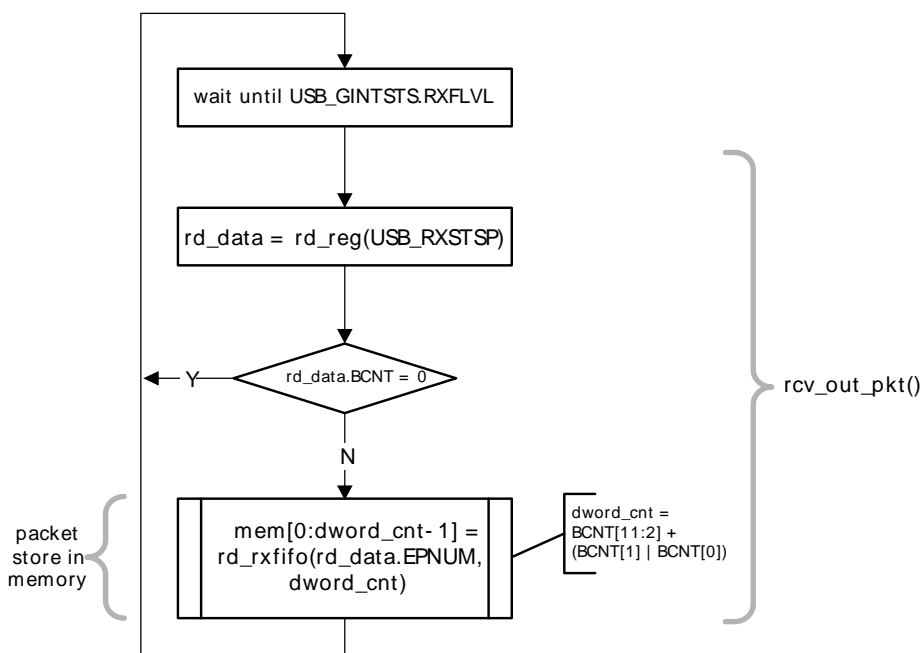 wait until USB_GINTSTS.RXFLVL
rd_data = rd_reg(USB_RXSTSP)
rd_data.BCNT = 0
Y
rcv_out_pkt()
N
packet
store in
memory
mem[0:dword_cnt-1] =
rd_rxfifo(rd_data.EPNUM,
dword_cnt)
dword_cnt =
BCNT[11:2] +
(BCNT[1] | BCNT[0])